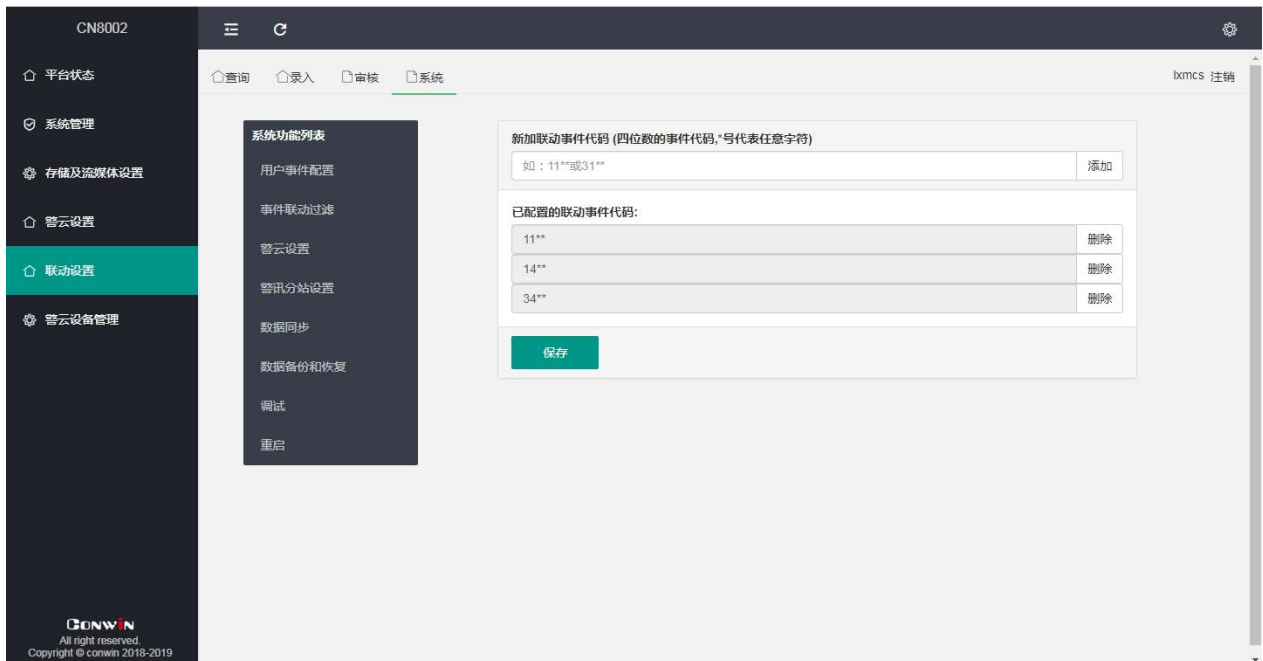 CN8002
平台状态
系统管理
存储及流媒体设置
警云设置
联动设置
警云设备管理
CONWIN
All right reserved.
Copyright © conwin 2018-2019
查询 录入 审核 系统
lxmcs 注销
系统功能列表
用户事件配置
事件联动过滤
警云设置
警讯分站设置
数据同步
数据备份和恢复
调试
重启
新加联动事件代码 (四位数的事件代码,*号代表任意字符)
如：11**或31** 添加
已配置的联动事件代码:
11** 删除
14** 删除
34** 删除
保存